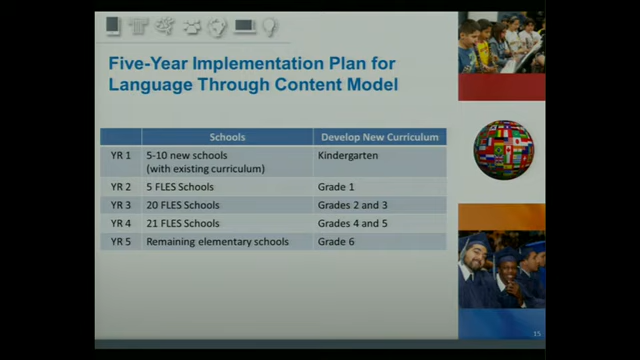 Five-Year Implementation Plan for
Language Through Content Model
Schools Develop New Curriculum
YR 1 5-10 new schools (with existing curriculum) Kindergarten
YR 2 5 FLES Schools Grade 1
YR 3 20 FLES Schools Grades 2 and 3
YR 4 21 FLES Schools Grades 4 and 5
YR 5 Remaining elementary schools Grade 6
15